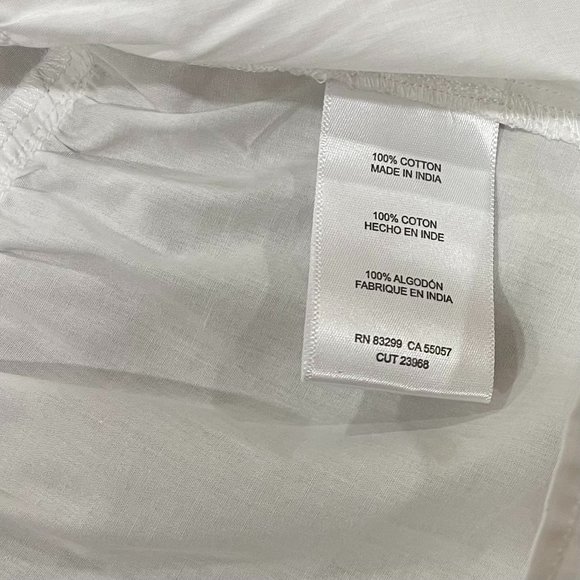 100% COTTON
MADE IN INDIA
100% COTON
HECHO EN INDE
100% ALGODÓN
FABRIQUE EN INDIA
RN 83299 CA 55057
CUT 23968